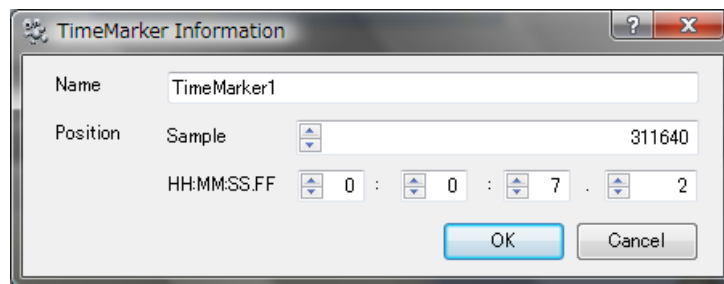 TimeMarker Information
?
Name TimeMarker1
Position Sample 311640
HH:MM:SS.FF 0 : 0 : 7 . 2
OK Cancel